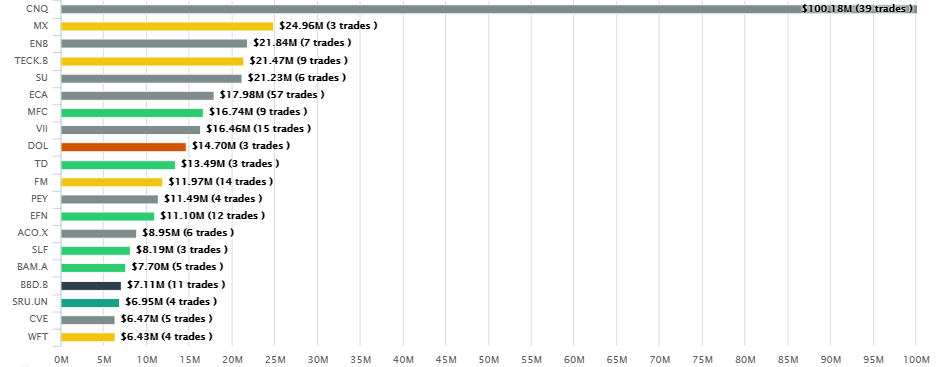 CNQ $100.18M (39 trades )
MX $24.96M (3 trades )
ENB $21.84M (7 trades )
TECK.B $21.47M (9 trades )
SU $21.23M (6 trades )
ECA $17.98M (57 trades )
MFC $16.74M (9 trades )
VII $16.46M (15 trades )
DOL $14.70M (3 trades )
TD $13.49M (3 trades )
FM $11.97M (14 trades )
PEY $11.49M (4 trades )
EFN $11.10M (12 trades )
ACO.X $8.95M (6 trades )
SLF $8.19M (3 trades )
BAM.A $7.70M (5 trades )
BBD.B $7.11M (11 trades )
SRU.UN $6.95M (4 trades )
CVE $6.47M (5 trades )
WFT $6.43M (4 trades )
0M 5M 10M 15M 20M 25M 30M 35M 40M 45M 50M 55M 60M 65M 70M 75M 80M 85M 90M 95M 100M